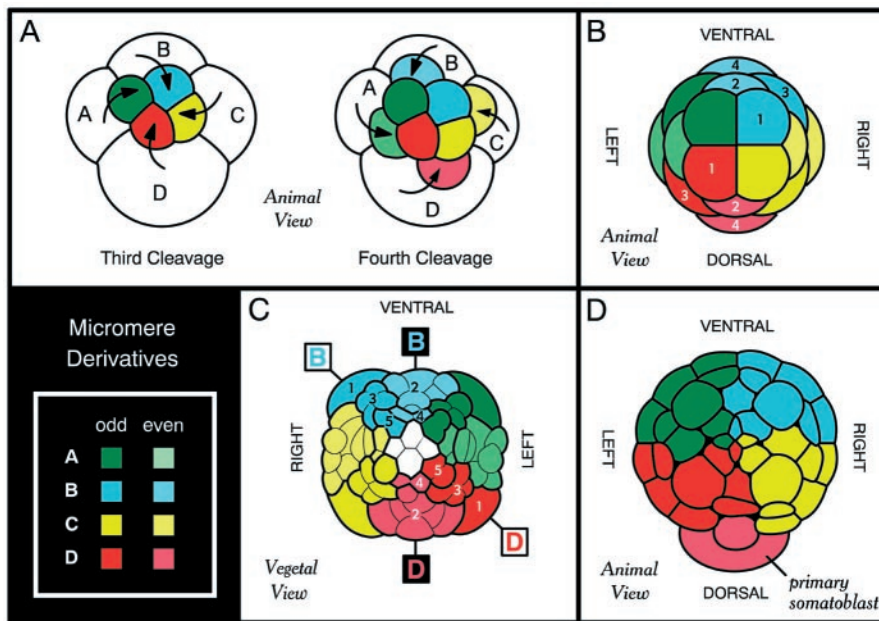 A
B
A
C
D
Third Cleavage
Animal
View
B
A
C
D
Fourth Cleavage
B
VENTRAL
4
2
3
1
LEFT
RIGHT
1
3
2
4
Animal
View
DORSAL
Micromere
Derivatives
odd even
A
B
C
D
C
VENTRAL
B
B
1
2
3
4
5
RIGHT
LEFT
5
4
3
2
1
D
D
Vegetal
View
D
VENTRAL
LEFT
RIGHT
Animal
View
DORSAL
primary
somatoblast